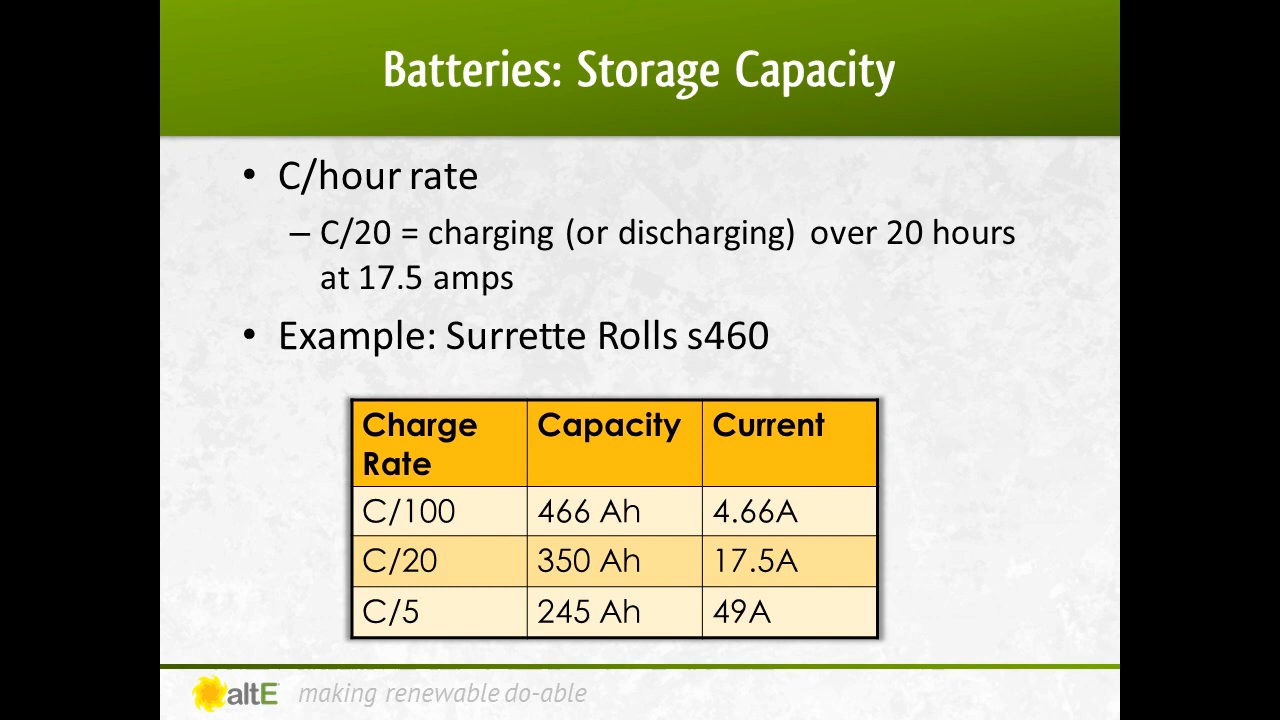 Batteries: Storage Capacity
• C/hour rate
– C/20 = charging (or discharging) over 20 hours
at 17.5 amps
• Example: Surrette Rolls s460
Charge Rate Capacity Current
C/100 466 Ah 4.66A
C/20 350 Ah 17.5A
C/5 245 Ah 49A
altE making renewable do-able